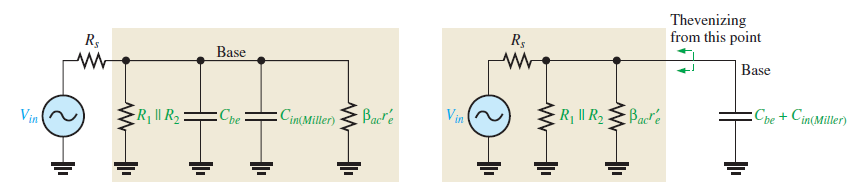 Rs
Base
Vin
R1 || R2
Cbe
Cin(Miller)
βacr′e
Thevenizing
from this point
Rs
Base
Vin
R1 || R2
βacr′e
Cbe + Cin(Miller)